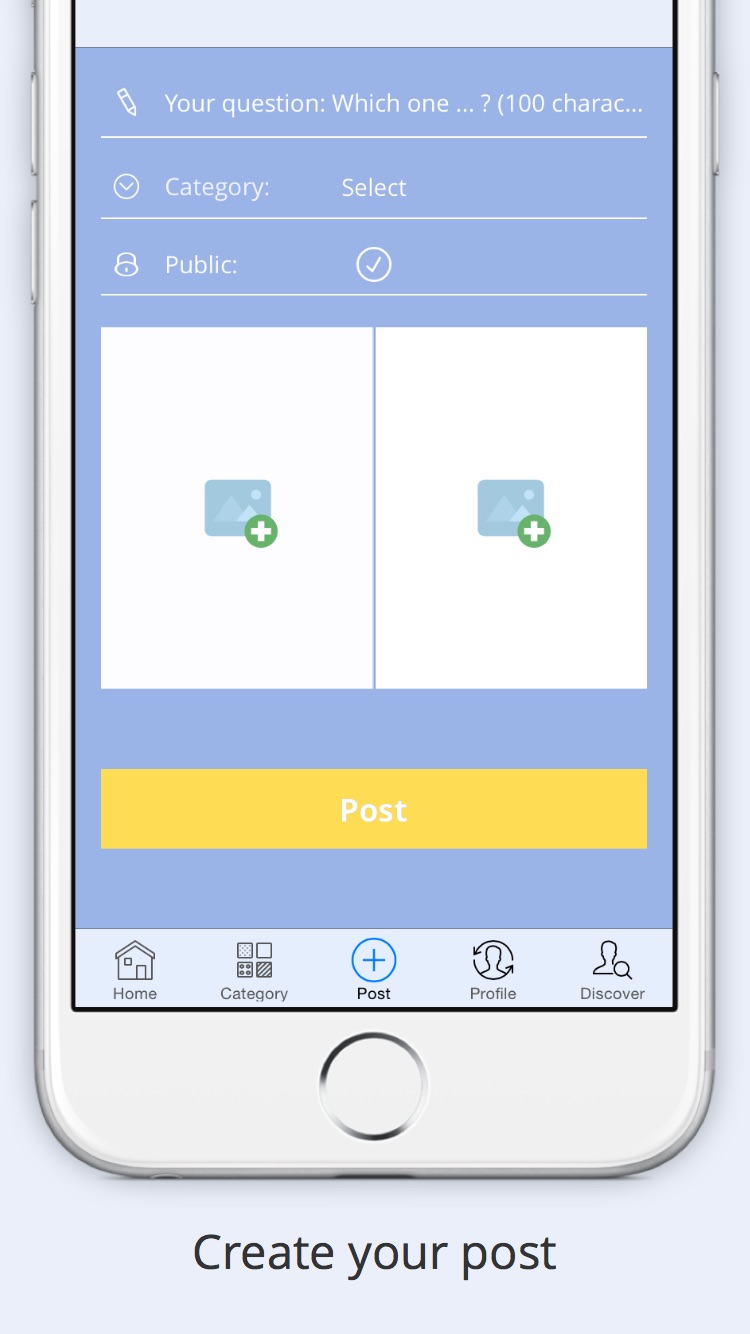 Your question: Which one ... ? (100 charac...
Category: Select
Public:
Post
Home Category Post Profile Discover
Create your post